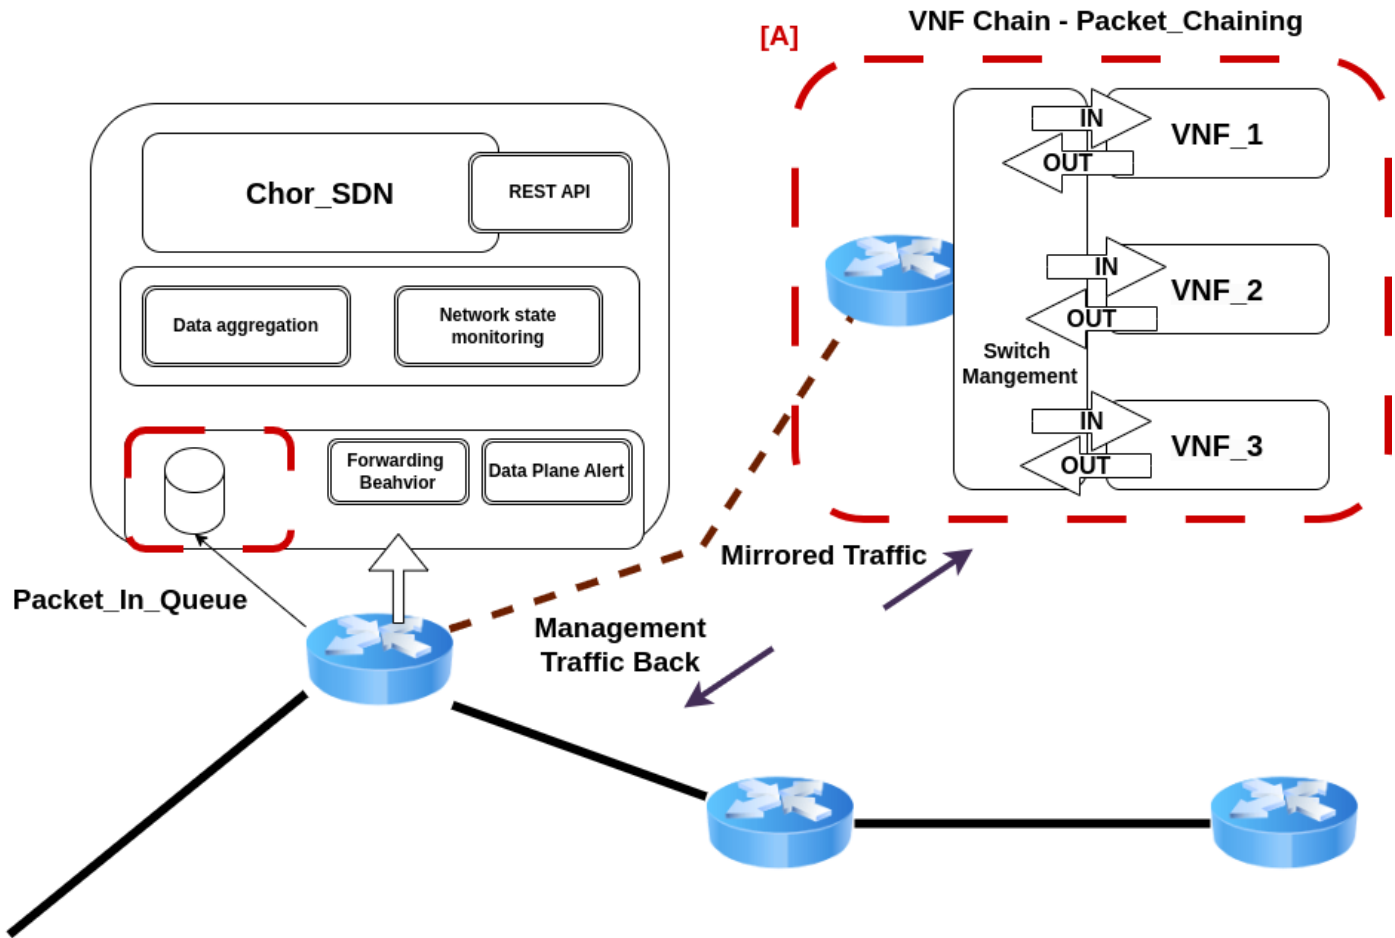 VNF Chain - Packet_Chaining
[A]
Chor_SDN
REST API
Data aggregation
Network state
monitoring
Forwarding
Beahvior
Data Plane Alert
Packet_In_Queue
IN
OUT
VNF_1
IN
OUT
VNF_2
Switch
Mangement
IN
OUT
VNF_3
Mirrored Traffic
Management
Traffic Back